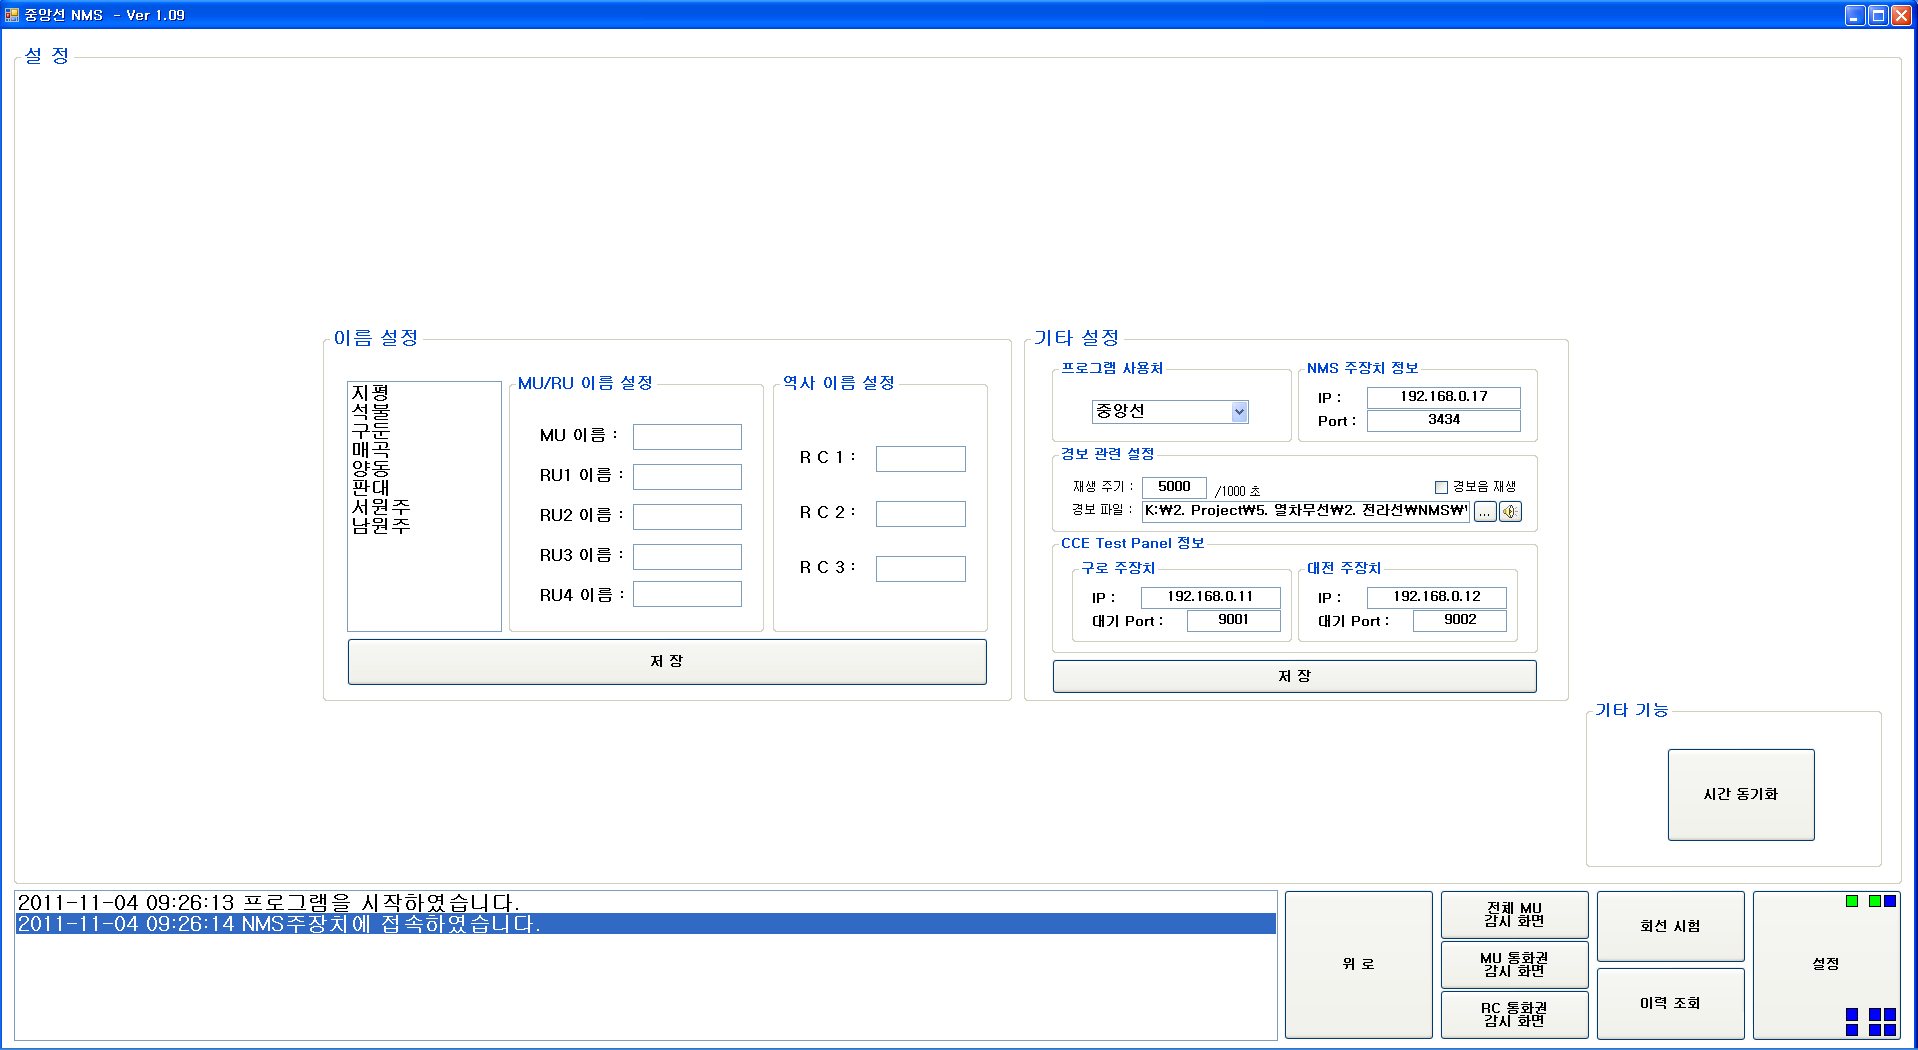 중앙선 NMS - Ver 1.09
설 정
이름 설정
지평
석불
구둔
매곡
양동
판대
서원주
남원주
MU/RU 이름 설정
MU 이름 :
RU1 이름 :
RU2 이름 :
RU3 이름 :
RU4 이름 :
역사 이름 설정
R C 1 :
R C 2 :
R C 3 :
저 장
기타 설정
프로그램 사용처
중앙선
NMS 주장치 정보
IP : 192.168.0.17
Port : 3434
경보 관련 설정
재생 주기 : 5000 /1000 초 경보음 재생
경보 파일 : K:₩2. Project₩5. 열차무선₩2. 전라선₩NMS₩ ...
CCE Test Panel 정보
구로 주장치
IP : 192.168.0.11
대기 Port : 9001
대전 주장치
IP : 192.168.0.12
대기 Port : 9002
저 장
기타 기능
시간 동기화
2011-11-04 09:26:13 프로그램을 시작하였습니다.
2011-11-04 09:26:14 NMS주장치에 접속하였습니다.
위 로
전체 MU
감시 화면
MU 통화권
감시 화면
RC 통화권
감시 화면
회선 시험
이력 조회
설정